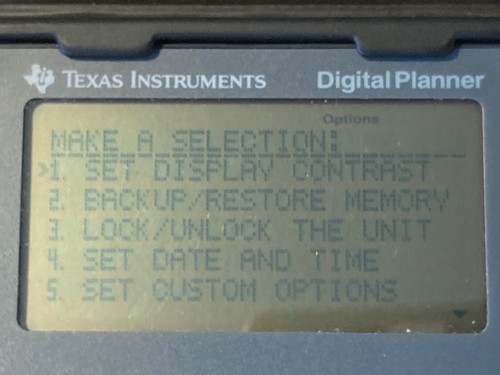 TEXAS INSTRUMENTS Digital Planner
Options
MAKE A SELECTION:
>1. SET DISPLAY CONTRAST
2. BACKUP/RESTORE MEMORY
3. LOCK/UNLOCK THE UNIT
4. SET DATE AND TIME
5. SET CUSTOM OPTIONS